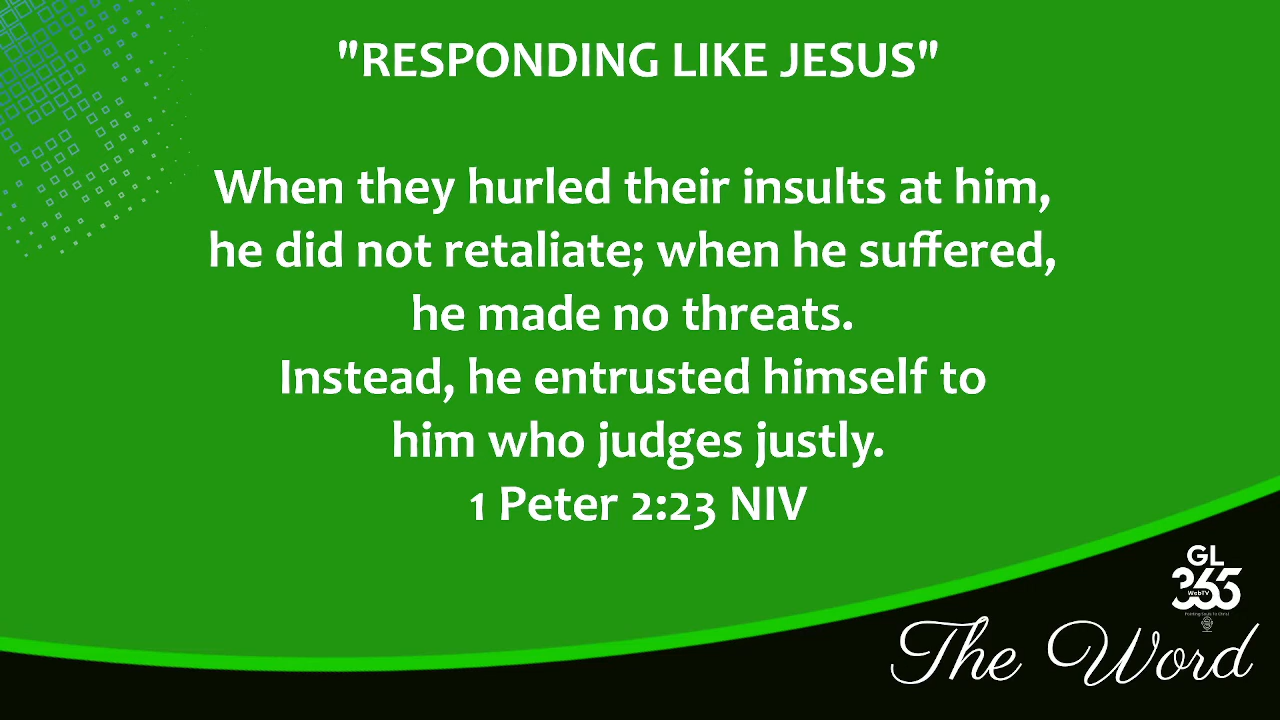 "RESPONDING LIKE JESUS"
When they hurled their insults at him,
he did not retaliate; when he suffered,
he made no threats.
Instead, he entrusted himself to
him who judges justly.
1 Peter 2:23 NIV
GL
365
WebTV
The Word